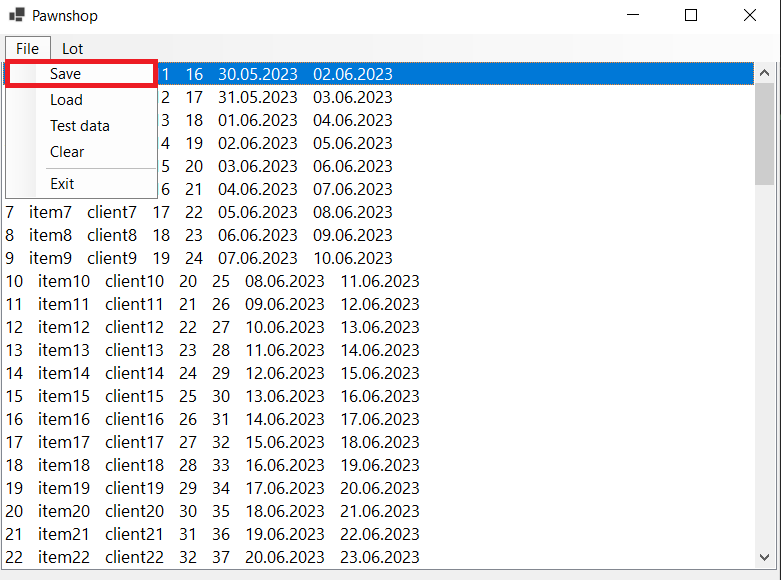 Pawnshop
File Lot
Save 1 16 30.05.2023 02.06.2023
Load 2 17 31.05.2023 03.06.2023
Test data 3 18 01.06.2023 04.06.2023
Clear 4 19 02.06.2023 05.06.2023
5 20 03.06.2023 06.06.2023
Exit 6 21 04.06.2023 07.06.2023
7 item7 client7 17 22 05.06.2023 08.06.2023
8 item8 client8 18 23 06.06.2023 09.06.2023
9 item9 client9 19 24 07.06.2023 10.06.2023
10 item10 client10 20 25 08.06.2023 11.06.2023
11 item11 client11 21 26 09.06.2023 12.06.2023
12 item12 client12 22 27 10.06.2023 13.06.2023
13 item13 client13 23 28 11.06.2023 14.06.2023
14 item14 client14 24 29 12.06.2023 15.06.2023
15 item15 client15 25 30 13.06.2023 16.06.2023
16 item16 client16 26 31 14.06.2023 17.06.2023
17 item17 client17 27 32 15.06.2023 18.06.2023
18 item18 client18 28 33 16.06.2023 19.06.2023
19 item19 client19 29 34 17.06.2023 20.06.2023
20 item20 client20 30 35 18.06.2023 21.06.2023
21 item21 client21 31 36 19.06.2023 22.06.2023
22 item22 client22 32 37 20.06.2023 23.06.2023